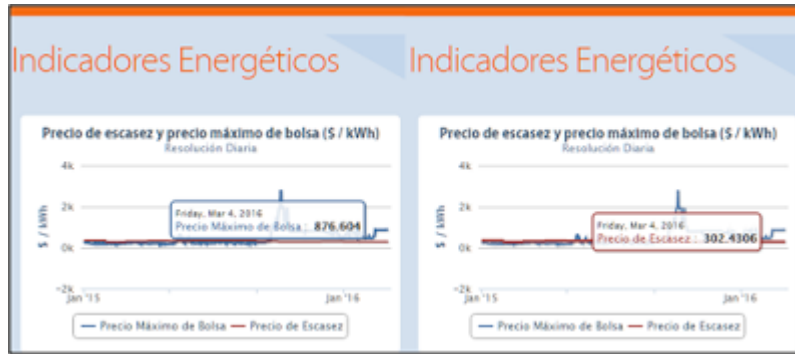 Indicadores Energéticos
Precio de escasez y precio máximo de bolsa ($ / kWh)
Resolución Diaria
4k
2k
0k
-2k
$ / kWh
Friday, Mar 4, 2016
Precio Máximo de Bolsa : 876.604
Jan '15
Jan '16
Precio Máximo de Bolsa
Precio de Escasez
Indicadores Energéticos
Precio de escasez y precio máximo de bolsa ($ / kWh)
Resolución Diaria
4k
2k
0k
-2k
$ / kWh
Friday, Mar 4, 2016
Precio de Escasez : 302.4306
Jan '15
Jan '16
Precio Máximo de Bolsa
Precio de Escasez